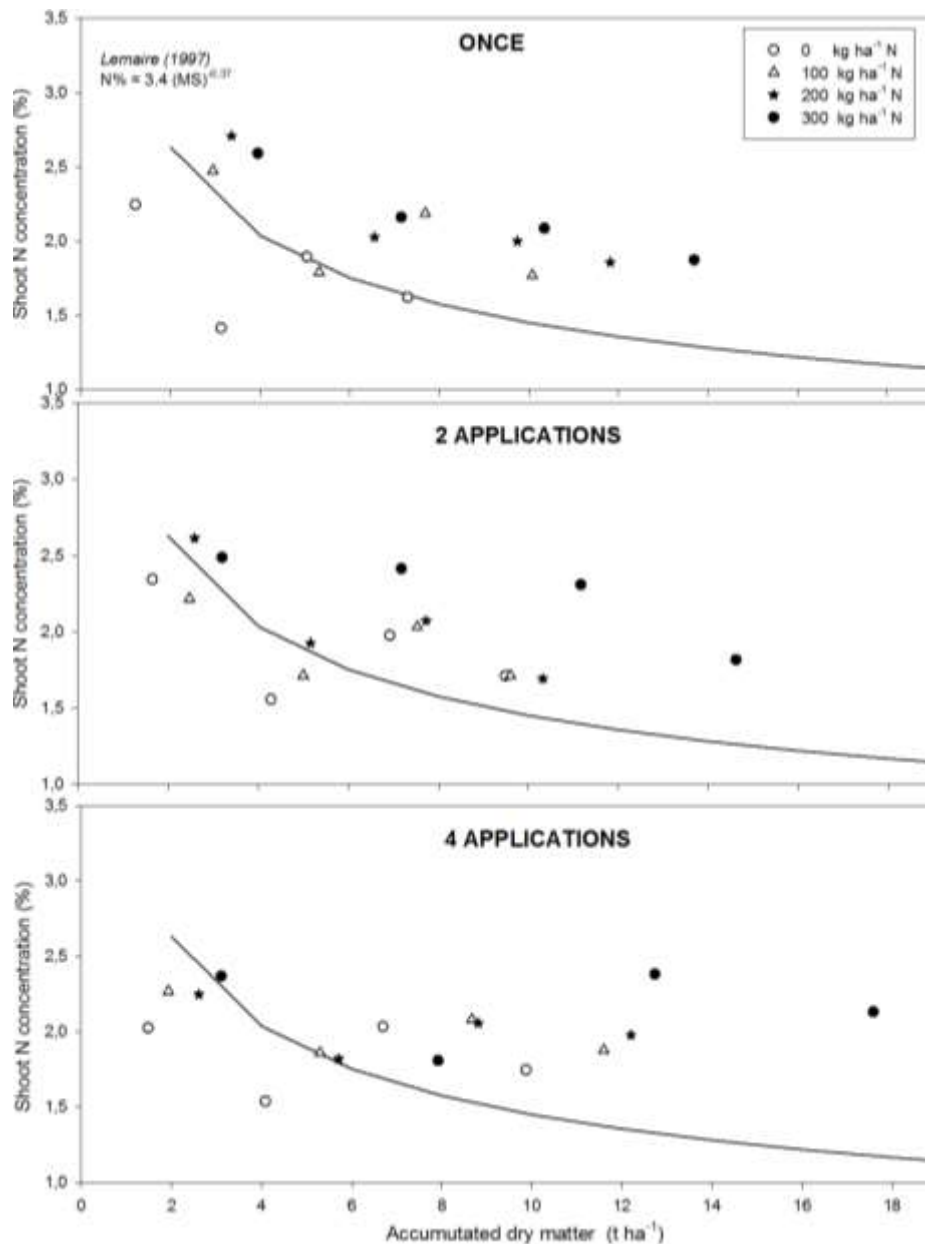 3,5
ONCE
Lemaire (1997)
N% = 3.4 (MS)⁻⁰·³⁷
○ 0 kg ha⁻¹ N
△ 100 kg ha⁻¹ N
★ 200 kg ha⁻¹ N
● 300 kg ha⁻¹ N
3,0
2,5
2,0
1,5
1,0
Shoot N concentration (%)
3,5
2 APPLICATIONS
3,0
2,5
2,0
1,5
1,0
Shoot N concentration (%)
3,5
4 APPLICATIONS
3,0
2,5
2,0
1,5
1,0
Shoot N concentration (%)
0 2 4 6 8 10 12 14 16 18
Accumutated dry matter (t ha⁻¹)